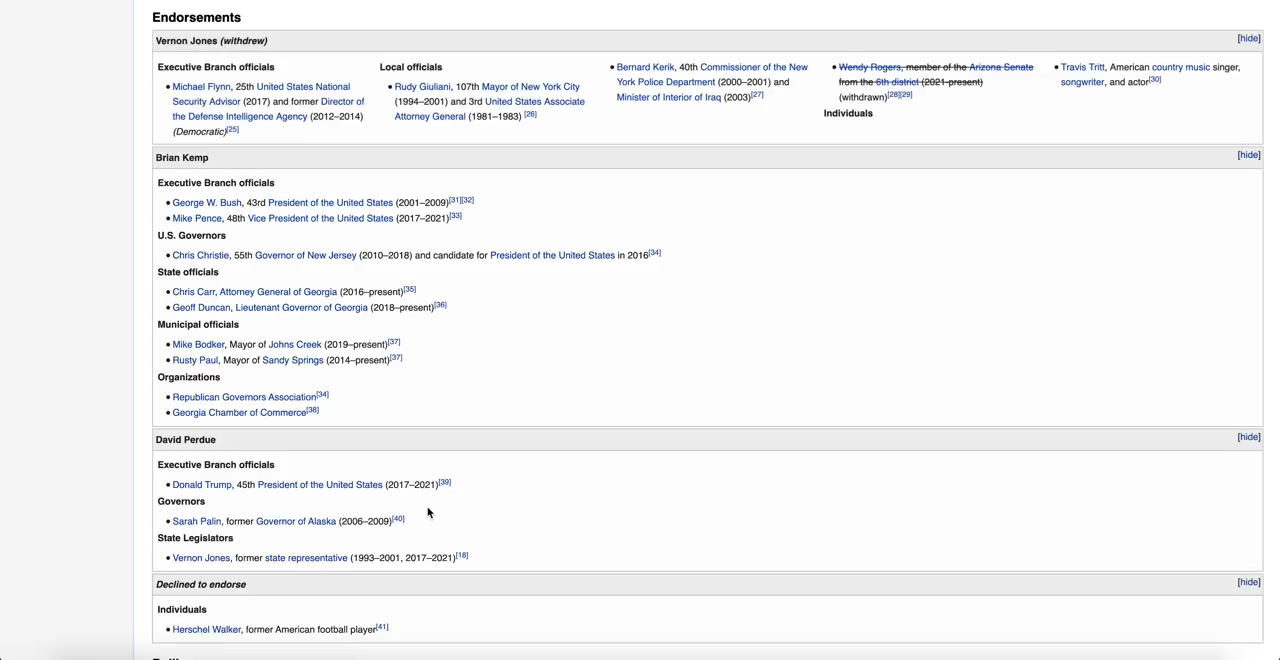 Endorsements
Vernon Jones (withdrew)
[hide]
Executive Branch officials
• Michael Flynn, 25th United States National
Security Advisor (2017) and former Director of
the Defense Intelligence Agency (2012–2014)
(Democratic)[25]
Local officials
• Rudy Giuliani, 107th Mayor of New York City
(1994–2001) and 3rd United States Associate
Attorney General (1981–1983) [26]
• Bernard Kerik, 40th Commissioner of the New
York Police Department (2000–2001) and
Minister of Interior of Iraq (2003)[27]
• Wendy Rogers, member of the Arizona Senate
from the 6th district (2021-present)
(withdrawn)[28][29]
Individuals
• Travis Tritt, American country music singer,
songwriter, and actor[30]
Brian Kemp
[hide]
Executive Branch officials
• George W. Bush, 43rd President of the United States (2001–2009)[31][32]
• Mike Pence, 48th Vice President of the United States (2017–2021)[33]
U.S. Governors
• Chris Christie, 55th Governor of New Jersey (2010–2018) and candidate for President of the United States in 2016[34]
State officials
• Chris Carr, Attorney General of Georgia (2016–present)[35]
• Geoff Duncan, Lieutenant Governor of Georgia (2018–present)[36]
Municipal officials
• Mike Bodker, Mayor of Johns Creek (2019–present)[37]
• Rusty Paul, Mayor of Sandy Springs (2014–present)[37]
Organizations
• Republican Governors Association[34]
• Georgia Chamber of Commerce[38]
David Perdue
[hide]
Executive Branch officials
• Donald Trump, 45th President of the United States (2017–2021)[39]
Governors
• Sarah Palin, former Governor of Alaska (2006–2009)[40]
State Legislators
• Vernon Jones, former state representative (1993–2001, 2017–2021)[18]
Declined to endorse
[hide]
Individuals
• Herschel Walker, former American football player[41]